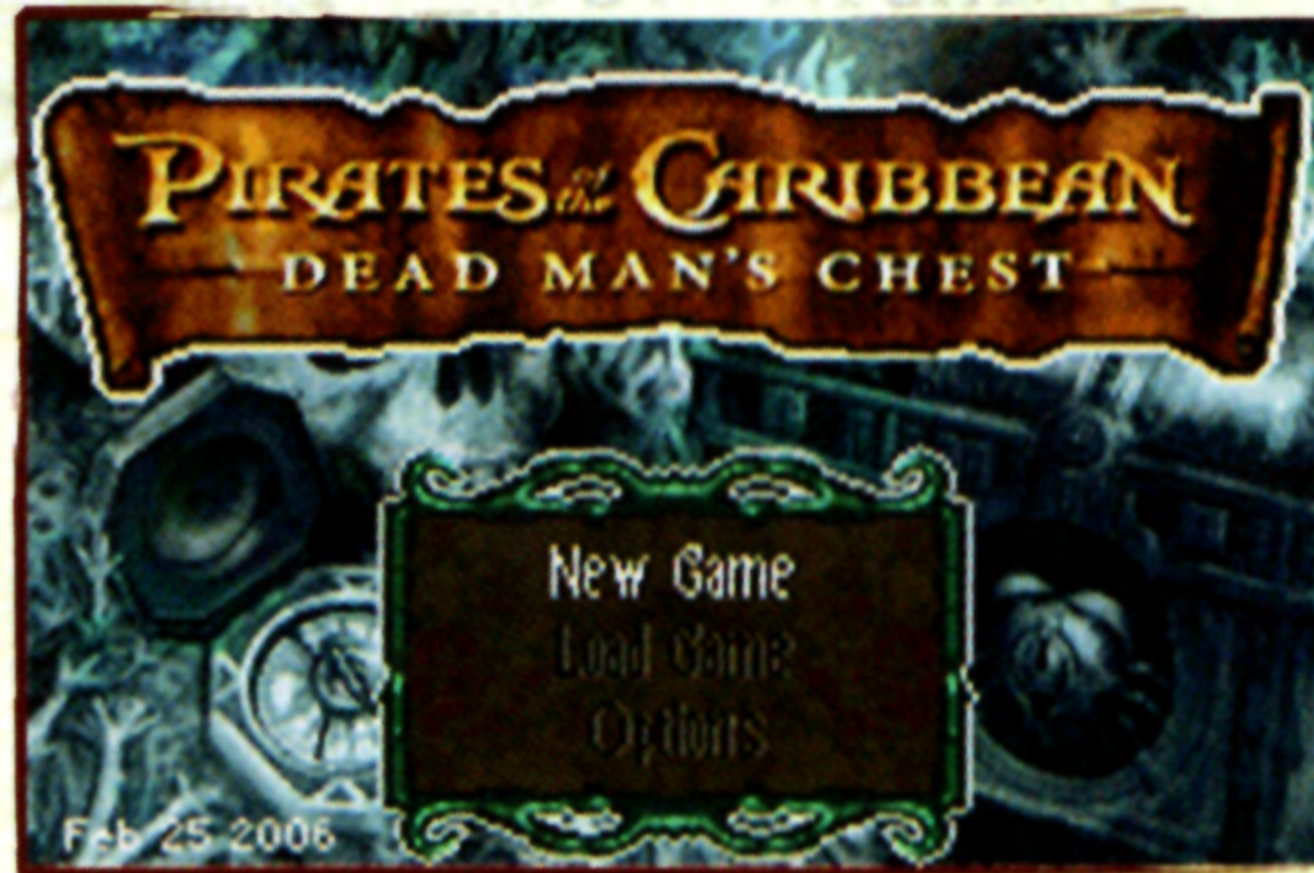 PIRATES of the CARIBBEAN
DEAD MAN'S CHEST
New Game
Load Game
Options
Feb 25 2006